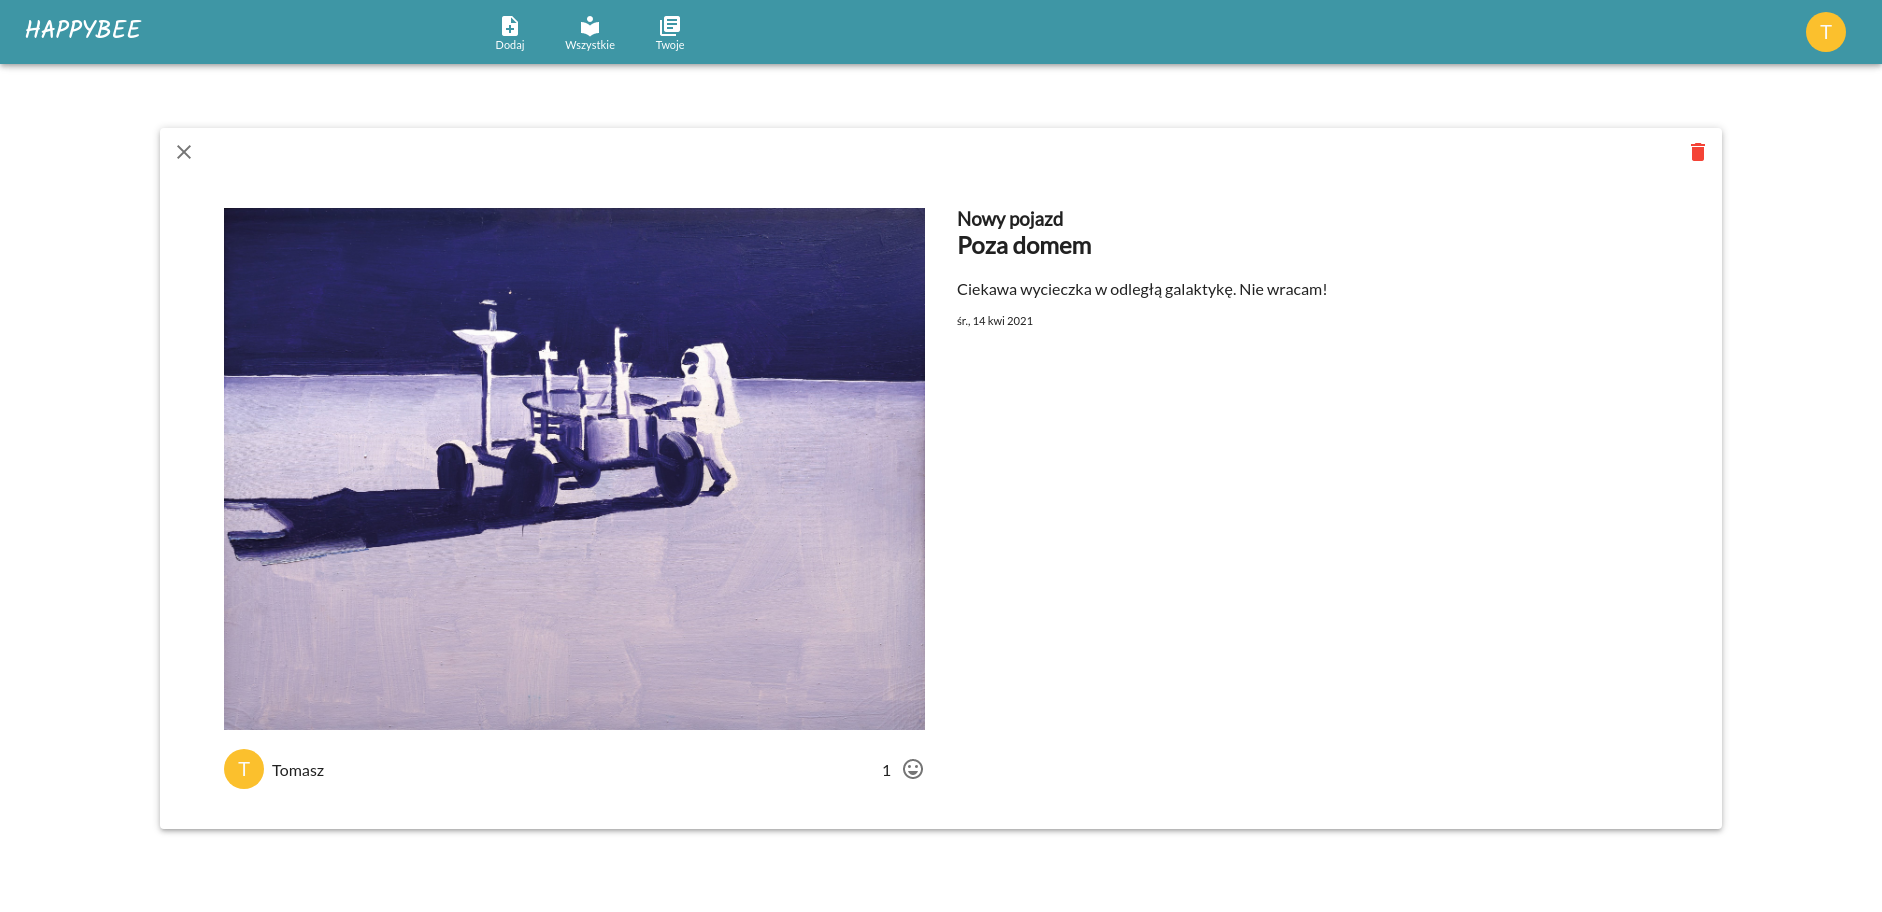 HAPPYBEE
Dodaj
Wszystkie
Twoje
T
Nowy pojazd
Poza domem
Ciekawa wycieczka w odległą galaktykę. Nie wracam!
śr., 14 kwi 2021
T
Tomasz
1